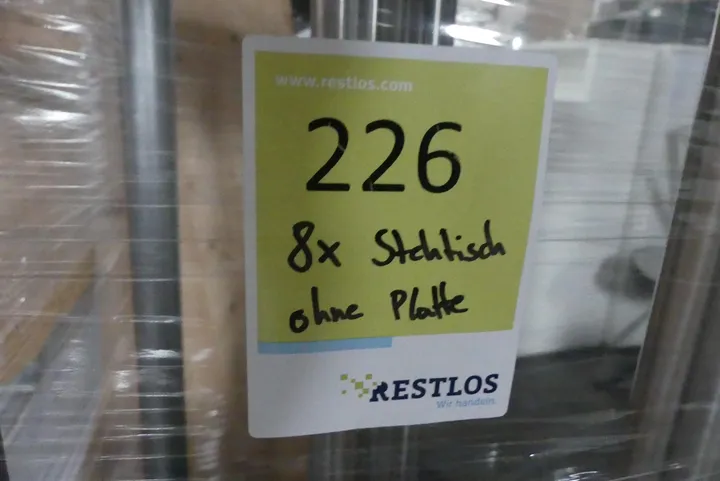 www.restlos.com
226
8x Stehtisch
ohne Platte
RESTLOS
Wir handeln.